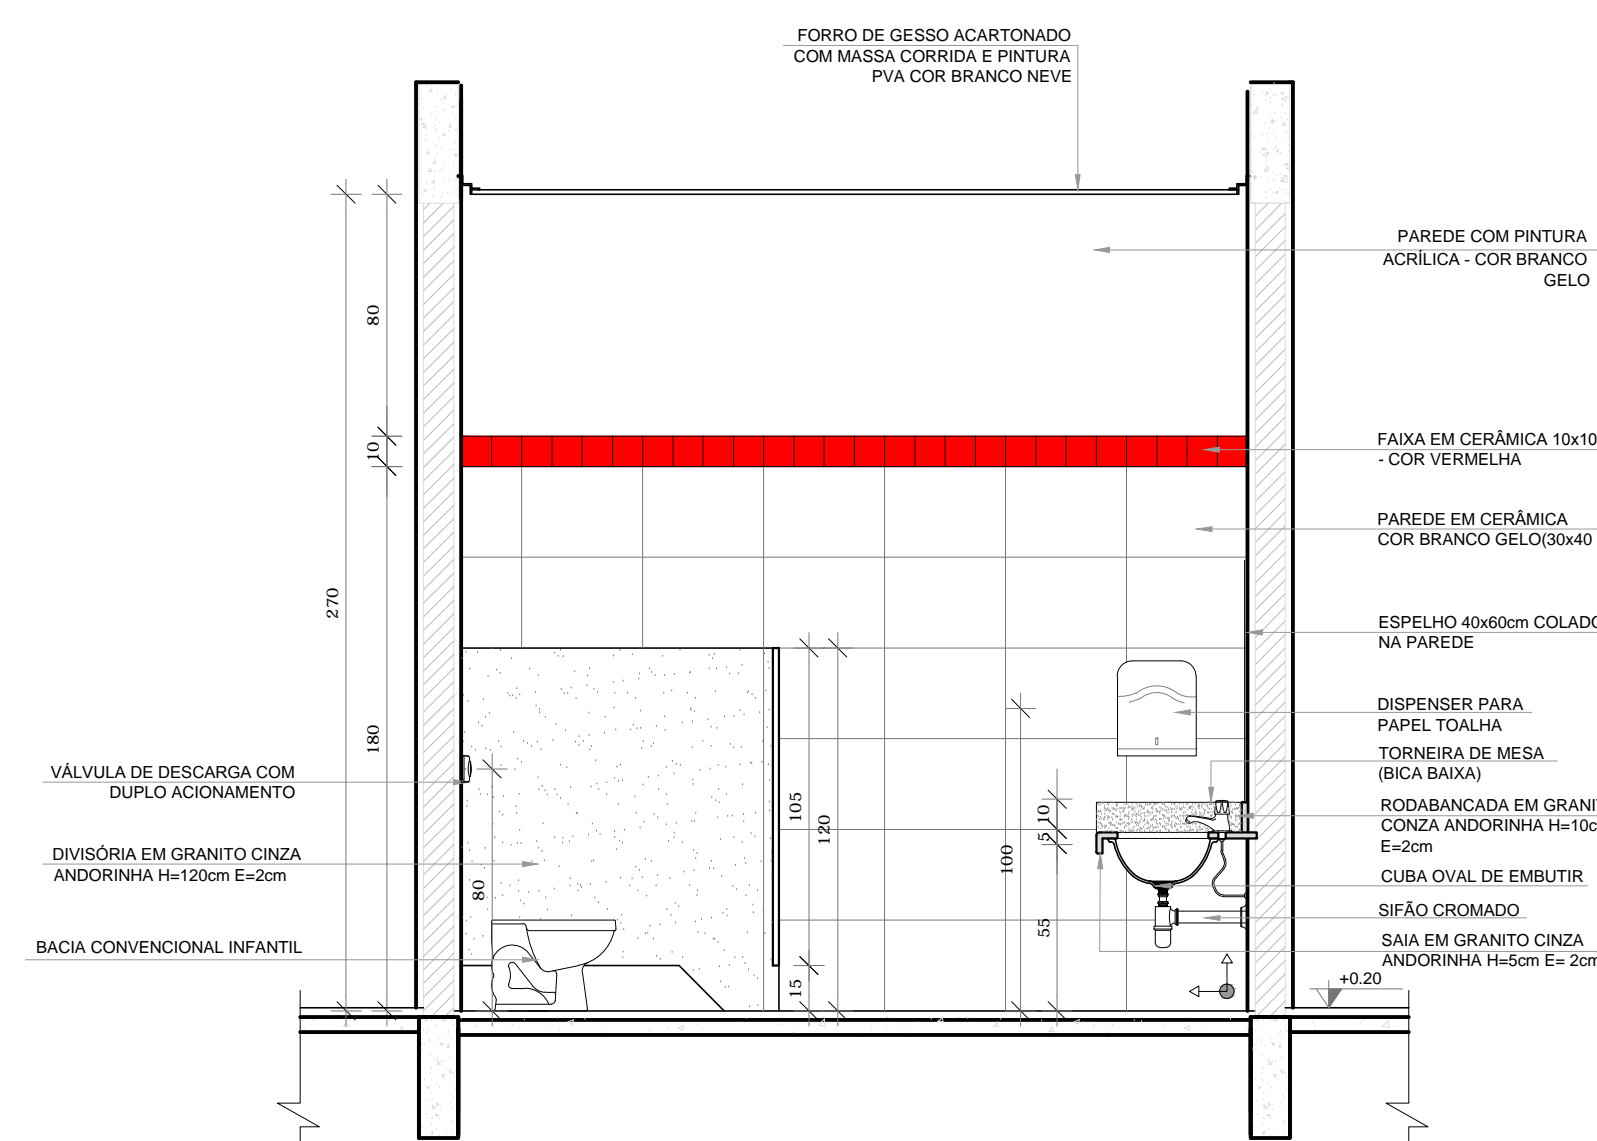 FORRO DE GESSO ACARTONADO
COM MASSA CORRIDA E PINTURA
PVA COR BRANCO NEVE
PAREDE COM PINTURA
ACRÍLICA - COR BRANCO
GELO
FAIXA EM CERÂMICA 10x10
- COR VERMELHA
PAREDE EM CERÂMICA
COR BRANCO GELO(30x40
ESPELHO 40x60cm COLADO
NA PAREDE
DISPENSER PARA
PAPEL TOALHA
TORNEIRA DE MESA
(BICA BAIXA)
RODABANCADA EM GRANI
CONZA ANDORINHA H=10c
E=2cm
CUBA OVAL DE EMBUTIR
SIFÃO CROMADO
SAIA EM GRANITO CINZA
ANDORINHA H=5cm E= 2cm
+0.20
VÁLVULA DE DESCARGA COM
DUPLO ACIONAMENTO
DIVISÓRIA EM GRANITO CINZA
ANDORINHA H=120cm E=2cm
BACIA CONVENCIONAL INFANTIL
270
80
10
180
80
105
15
120
100
10
5
55